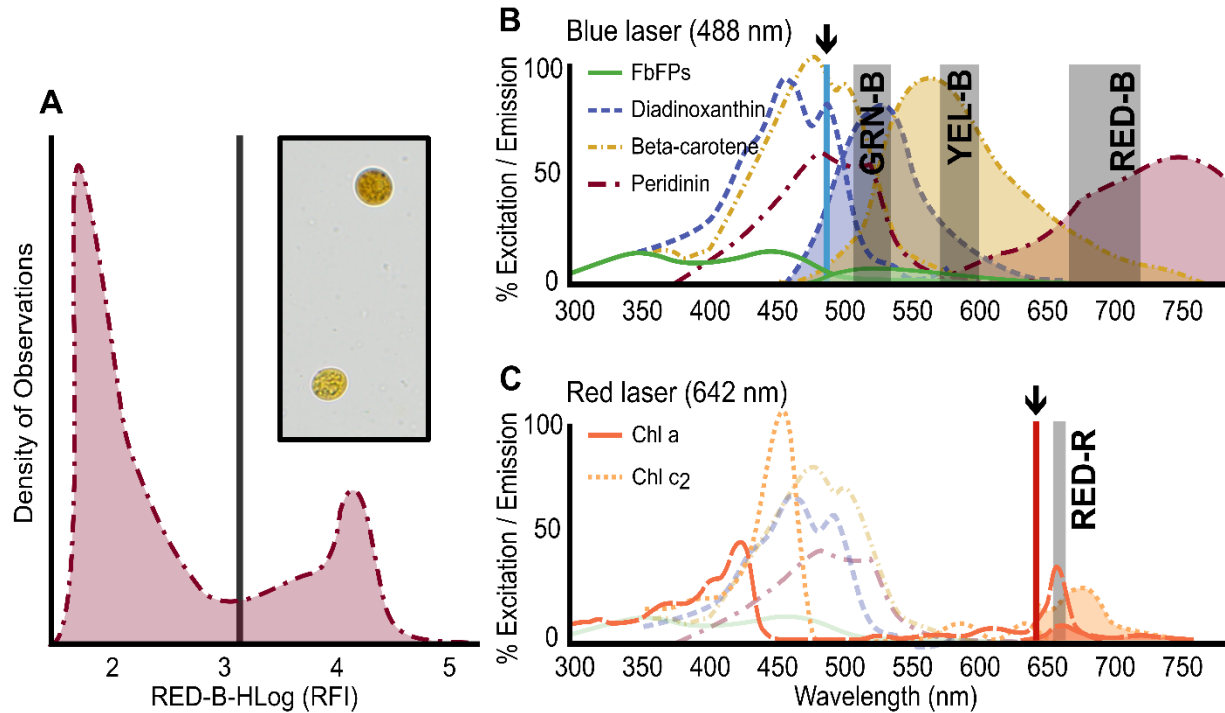 A
Density of Observations
2 3 4 5
RED-B-HLog (RFI)
B
Blue laser (488 nm)
% Excitation / Emission
100
50
0
FbFPs
Diadinoxanthin
Beta-carotene
Peridinin
GRN-B
YEL-B
RED-B
300 350 400 450 500 550 600 650 700 750
C
Red laser (642 nm)
% Excitation / Emission
100
50
0
Chl a
Chl c2
RED-R
300 350 400 450 500 550 600 650 700 750
Wavelength (nm)